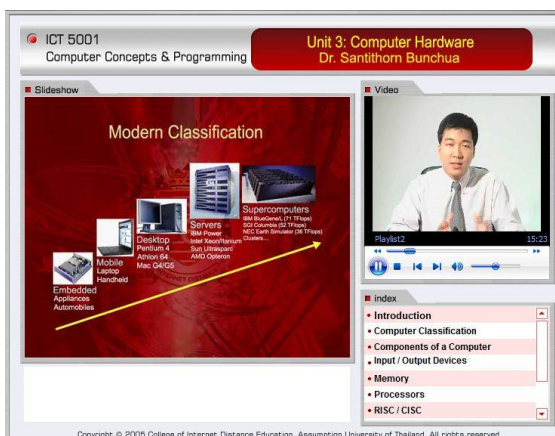 ICT 5001
Computer Concepts & Programming
Unit 3: Computer Hardware
Dr. Santithorn Bunchua
Slideshow
Modern Classification
Embedded
Appliances
Automobiles
Mobile
Laptop
Handheld
Desktop
Pentium 4
Athlon 64
Mac G4/G5
Servers
IBM Power
Intel Xeon/Itanium
Sun Ultrasparc
AMD Opteron
Supercomputers
IBM BlueGene/L (71 TFlops)
SGI Columbia (52 TFlops)
NEC Earth Simulator (36 TFlops)
Clusters...
Video
Playlist2
15:23
index
Introduction
Computer Classification
Components of a Computer
Input / Output Devices
Memory
Processors
RISC / CISC
Copyright © 2005 College of Internet Distance Education, Assumption University of Thailand. All rights reserved